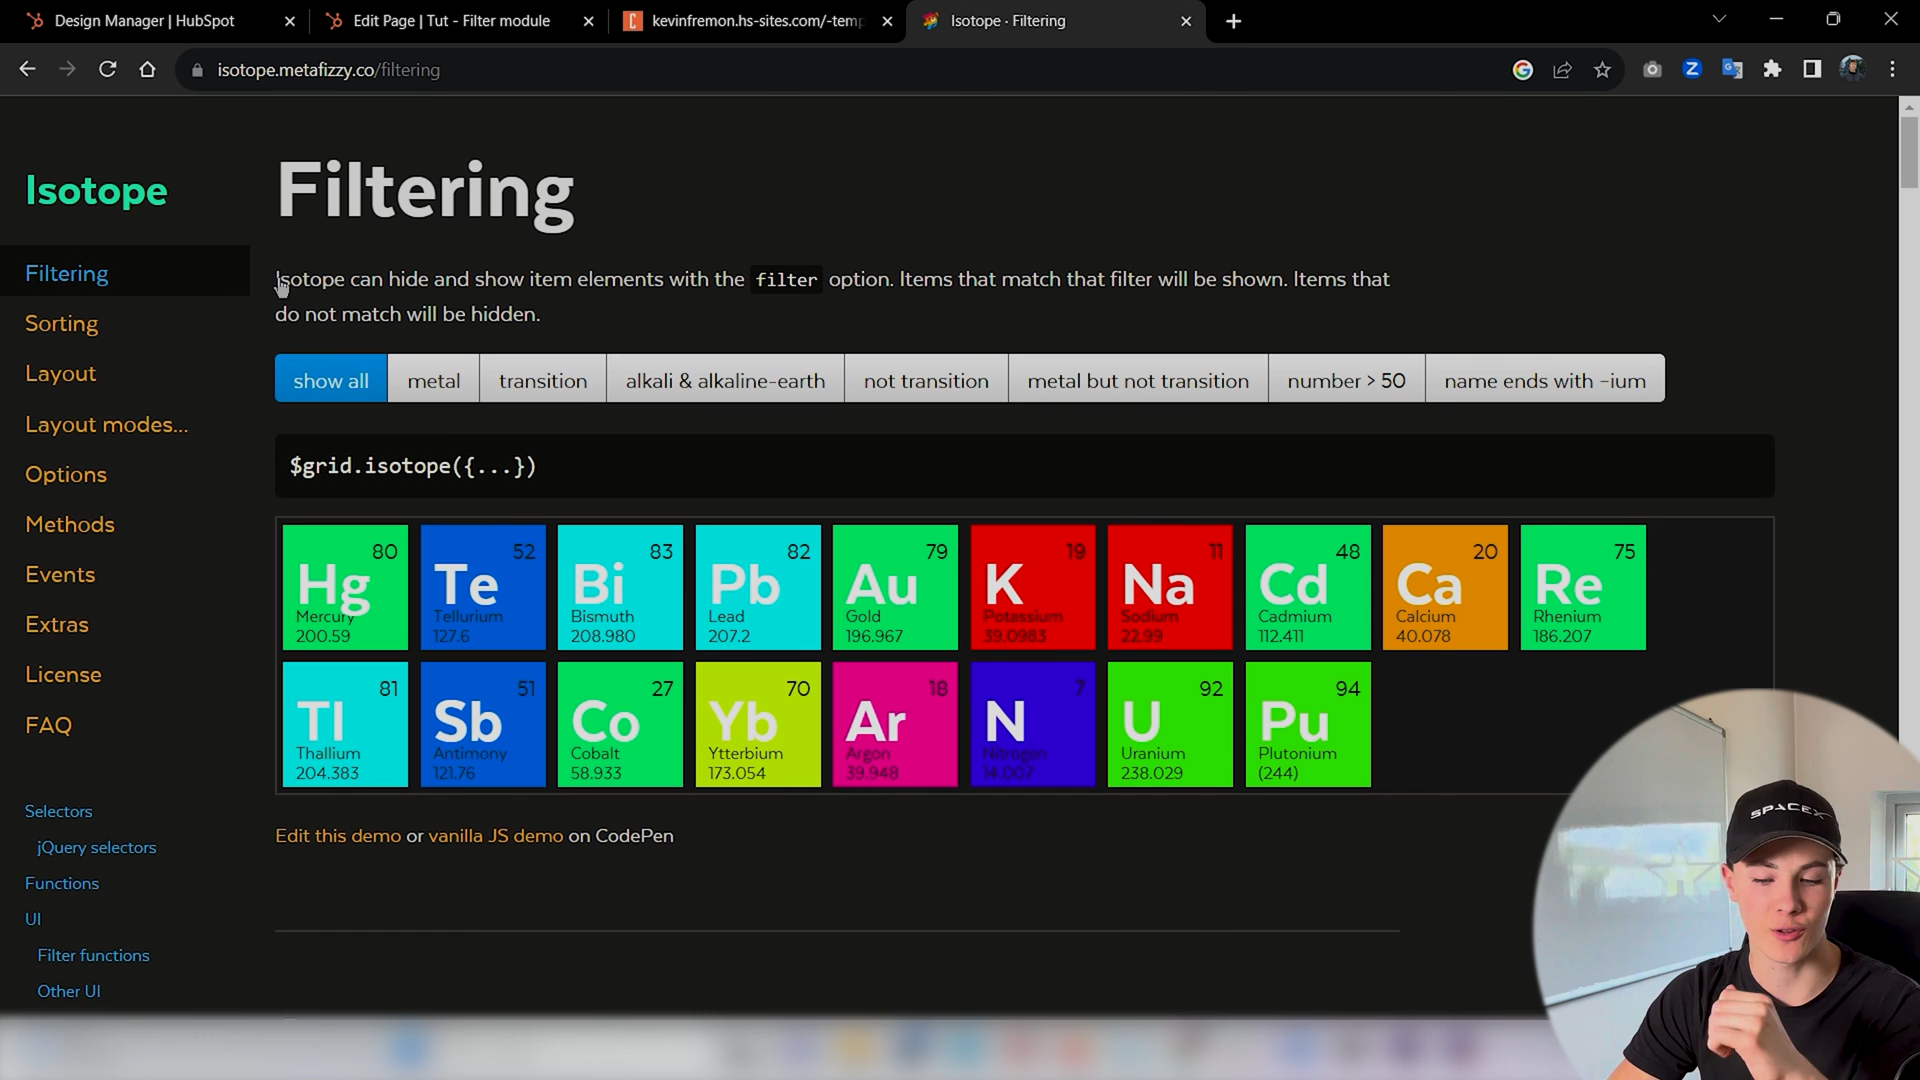 Design Manager | HubSpot
Edit Page | Tut - Filter module
kevinfremon.hs-sites.com/-temp
Isotope · Filtering
isotope.metafizzy.co/filtering
Isotope
Filtering
Sorting
Layout
Layout modes...
Options
Methods
Events
Extras
License
FAQ
Selectors
jQuery selectors
Functions
UI
Filter functions
Other UI
Filtering
Isotope can hide and show item elements with the filter option. Items that match that filter will be shown. Items that
do not match will be hidden.
show all metal transition alkali & alkaline-earth not transition metal but not transition number > 50 name ends with –ium
$grid.isotope({...})
80
Hg
Mercury
200.59
52
Te
Tellurium
127.6
83
Bi
Bismuth
208.980
82
Pb
Lead
207.2
79
Au
Gold
196.967
19
K
Potassium
39.0983
11
Na
Sodium
22.99
48
Cd
Cadmium
112.411
20
Ca
Calcium
40.078
75
Re
Rhenium
186.207
81
Tl
Thallium
204.383
51
Sb
Antimony
121.76
27
Co
Cobalt
58.933
70
Yb
Ytterbium
173.054
18
Ar
Argon
39.948
7
N
Nitrogen
14.007
92
U
Uranium
238.029
94
Pu
Plutonium
(244)
Edit this demo or vanilla JS demo on CodePen
SPACEX